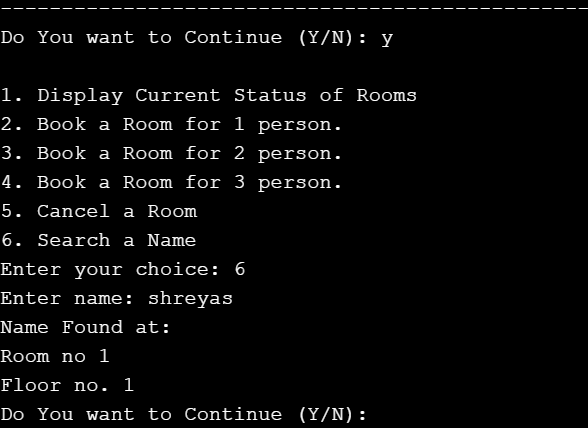 ------------------------------------------------
Do You want to Continue (Y/N): y
1. Display Current Status of Rooms
2. Book a Room for 1 person.
3. Book a Room for 2 person.
4. Book a Room for 3 person.
5. Cancel a Room
6. Search a Name
Enter your choice: 6
Enter name: shreyas
Name Found at:
Room no 1
Floor no. 1
Do You want to Continue (Y/N):